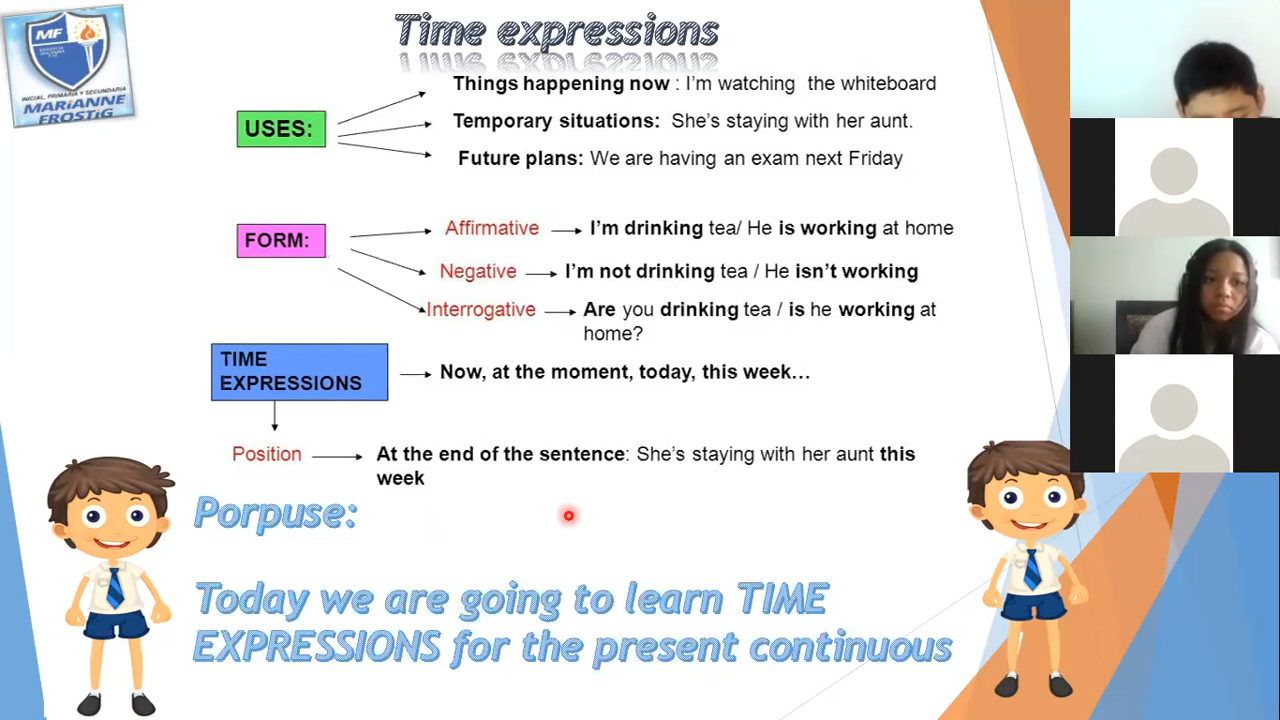 Time expressions
MF
INICIAL, PRIMARIA Y SECUNDARIA
MARIANNE
FROSTIG
Things happening now : I'm watching the whiteboard
USES:
Temporary situations: She's staying with her aunt.
Future plans: We are having an exam next Friday
Affirmative I'm drinking tea/ He is working at home
FORM:
Negative I'm not drinking tea / He isn't working
Interrogative Are you drinking tea / is he working at
home?
TIME
EXPRESSIONS
Now, at the moment, today, this week...
Position At the end of the sentence: She's staying with her aunt this
week
Porpuse:
Today we are going to learn TIME
EXPRESSIONS for the present continuous